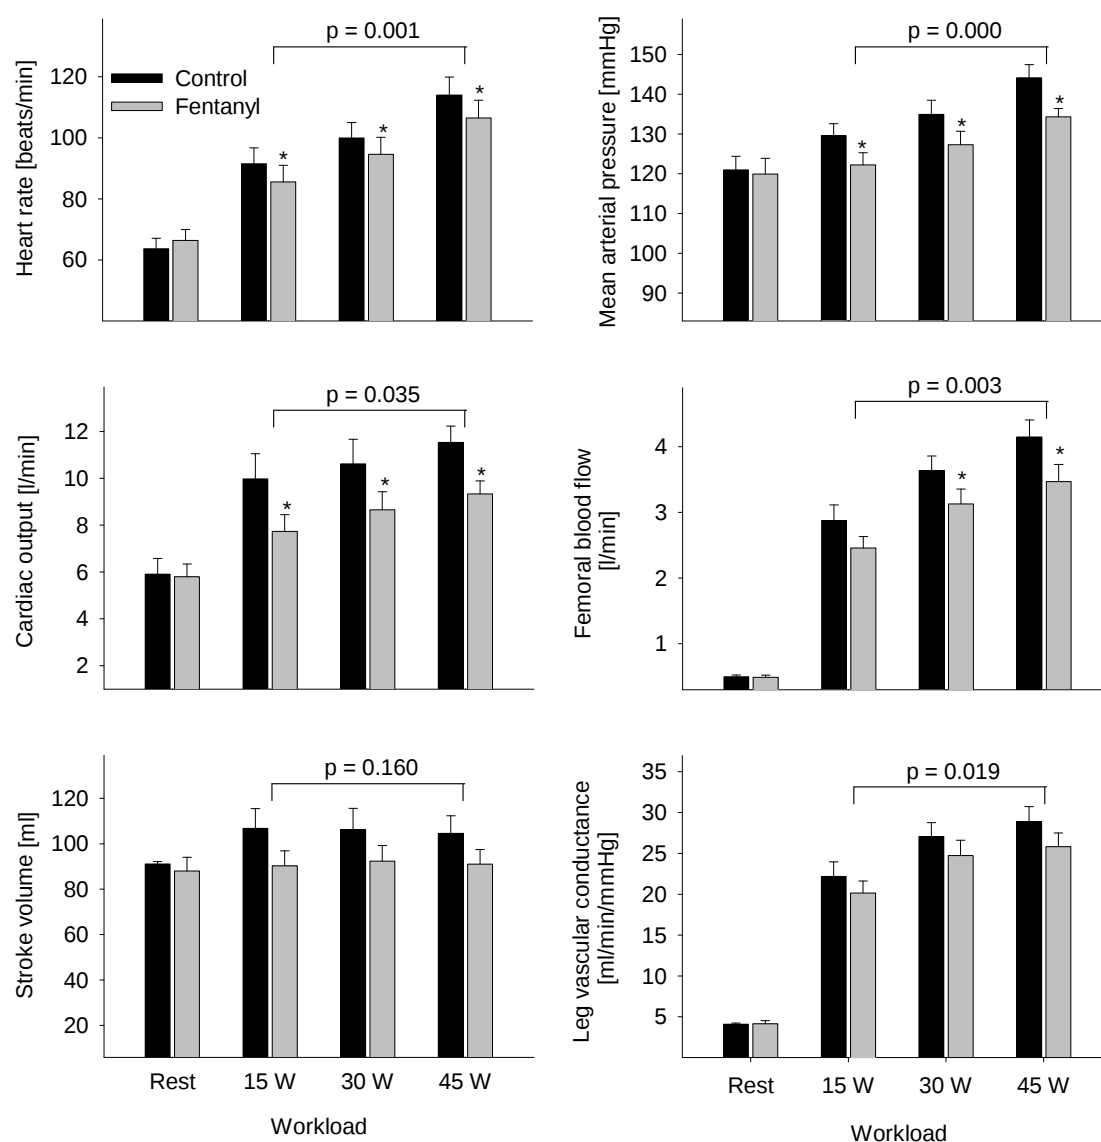 p = 0.001
Control
Fentanyl
Heart rate [beats/min]
120
100
80
60
*
*
*
p = 0.000
Mean arterial pressure [mmHg]
150
140
130
120
110
100
90
*
*
*
p = 0.035
Cardiac output [l/min]
12
10
8
6
4
2
*
*
*
p = 0.003
Femoral blood flow
[l/min]
4
3
2
1
*
*
p = 0.160
Stroke volume [ml]
120
100
80
60
40
20
Rest 15 W 30 W 45 W
Workload
p = 0.019
Leg vascular conductance
[ml/min/mmHg]
35
30
25
20
15
10
5
Rest 15 W 30 W 45 W
Workload